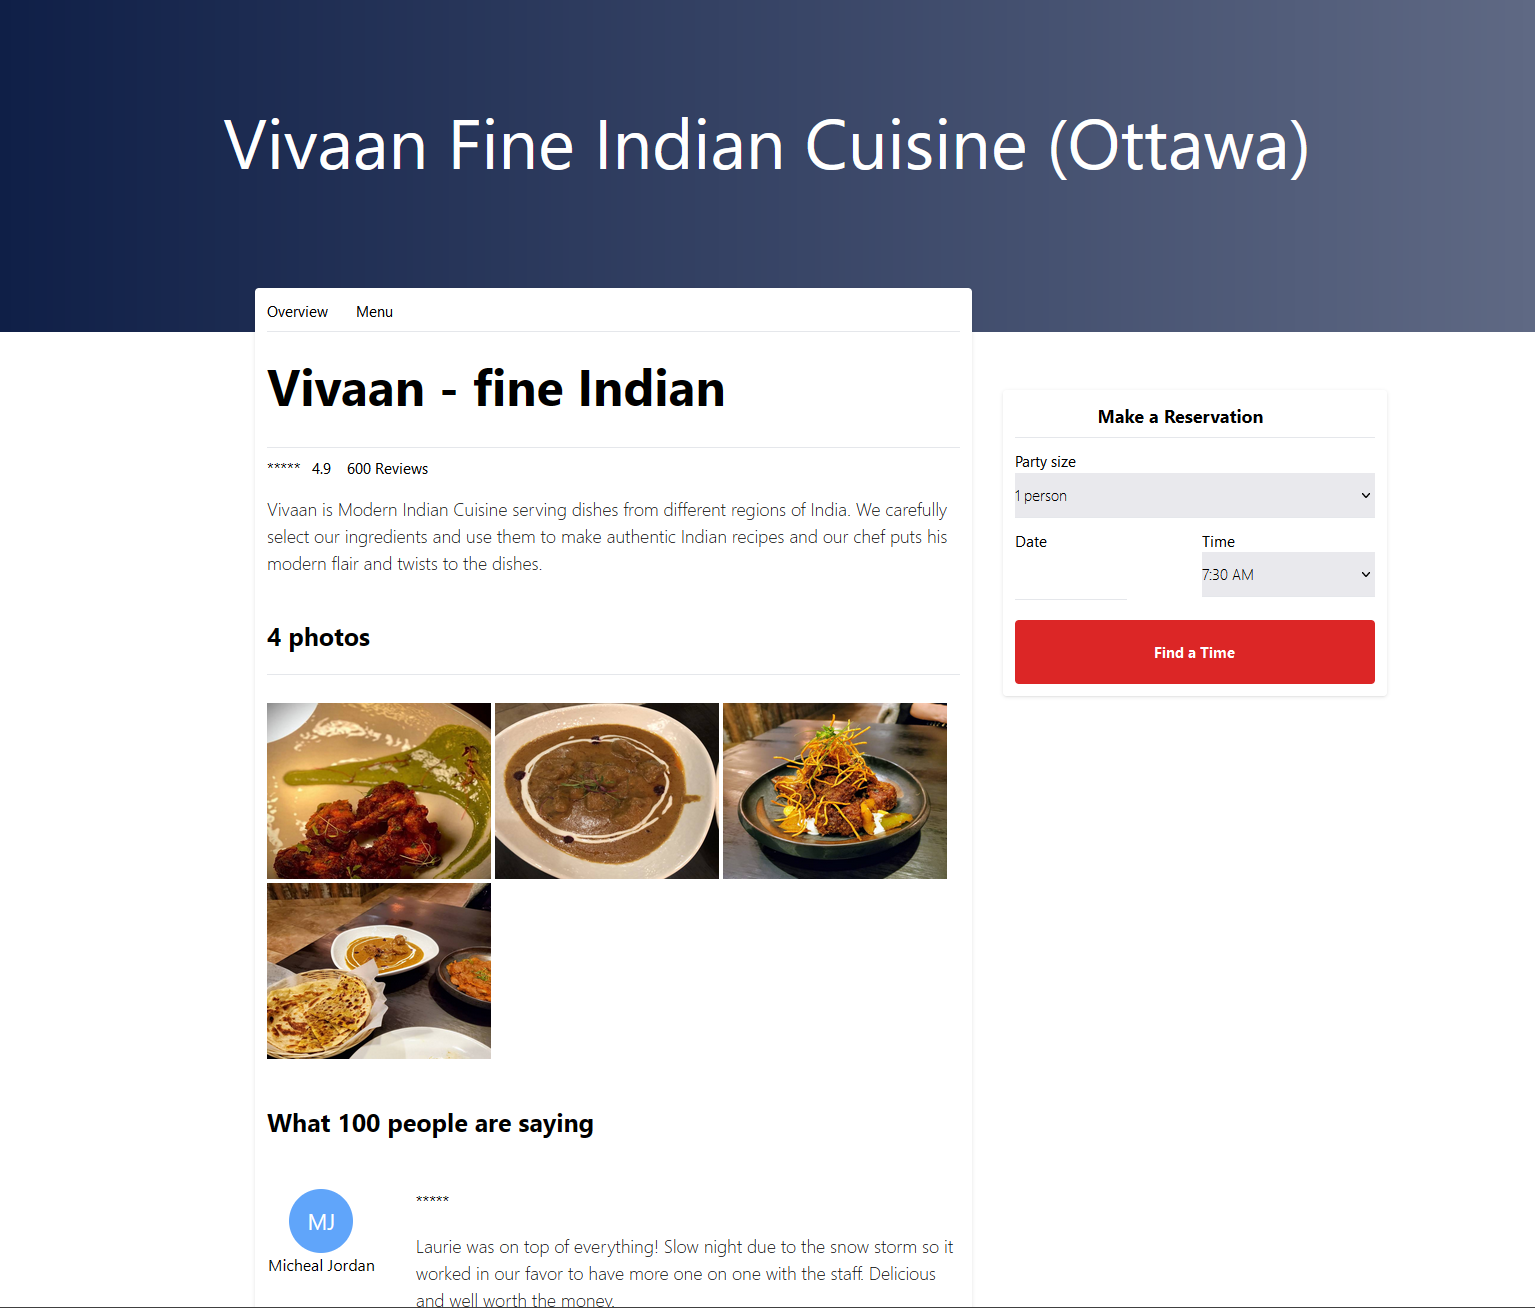 Vivaan Fine Indian Cuisine (Ottawa)
Overview
Menu
Vivaan - fine Indian
***** 4.9 600 Reviews
Vivaan is Modern Indian Cuisine serving dishes from different regions of India. We carefully
select our ingredients and use them to make authentic Indian recipes and our chef puts his
modern flair and twists to the dishes.
4 photos
What 100 people are saying
MJ
Micheal Jordan
*****
Laurie was on top of everything! Slow night due to the snow storm so it
worked in our favor to have more one on one with the staff. Delicious
and well worth the money.
Make a Reservation
Party size
1 person
Date
Time
7:30 AM
Find a Time